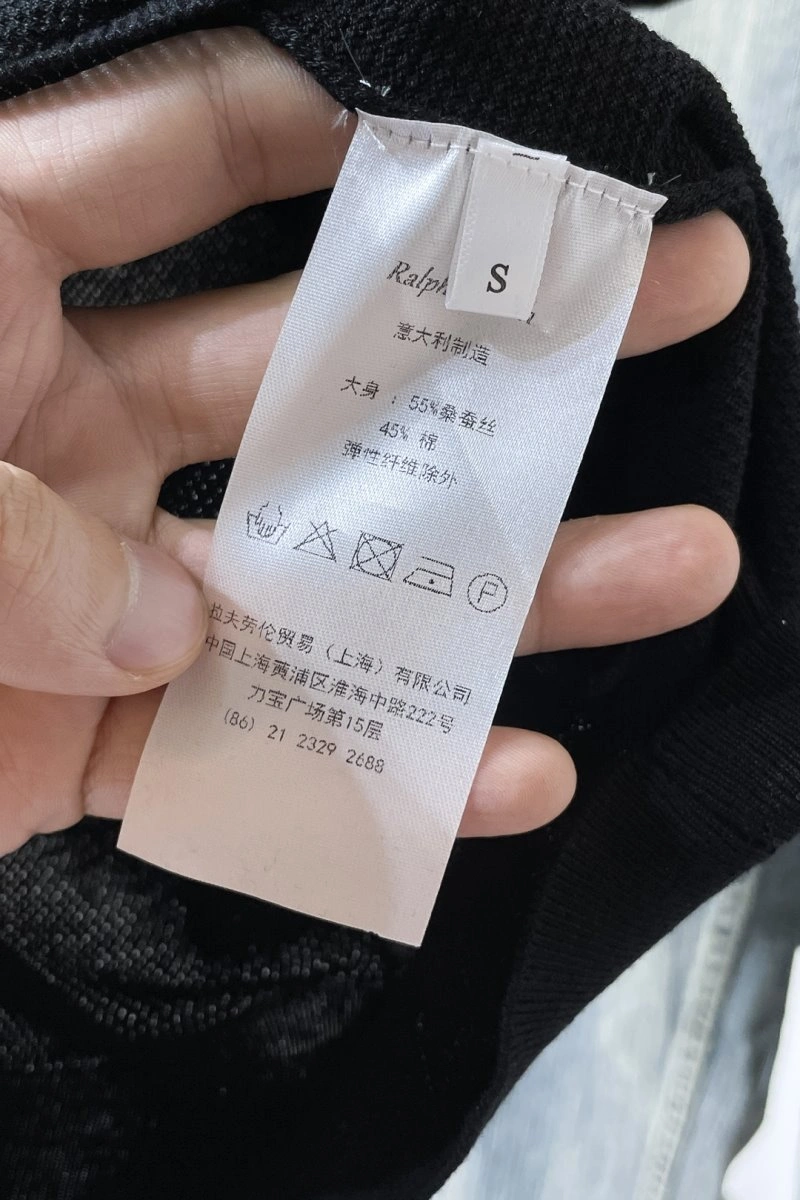 S
Ralph
意大利制造
大身：55%桑蚕丝
45% 棉
弹性纤维除外
P
拉夫劳伦贸易（上海）有限公司
中国上海黄浦区淮海中路222号
力宝广场第15层
(86) 21 2329 2688